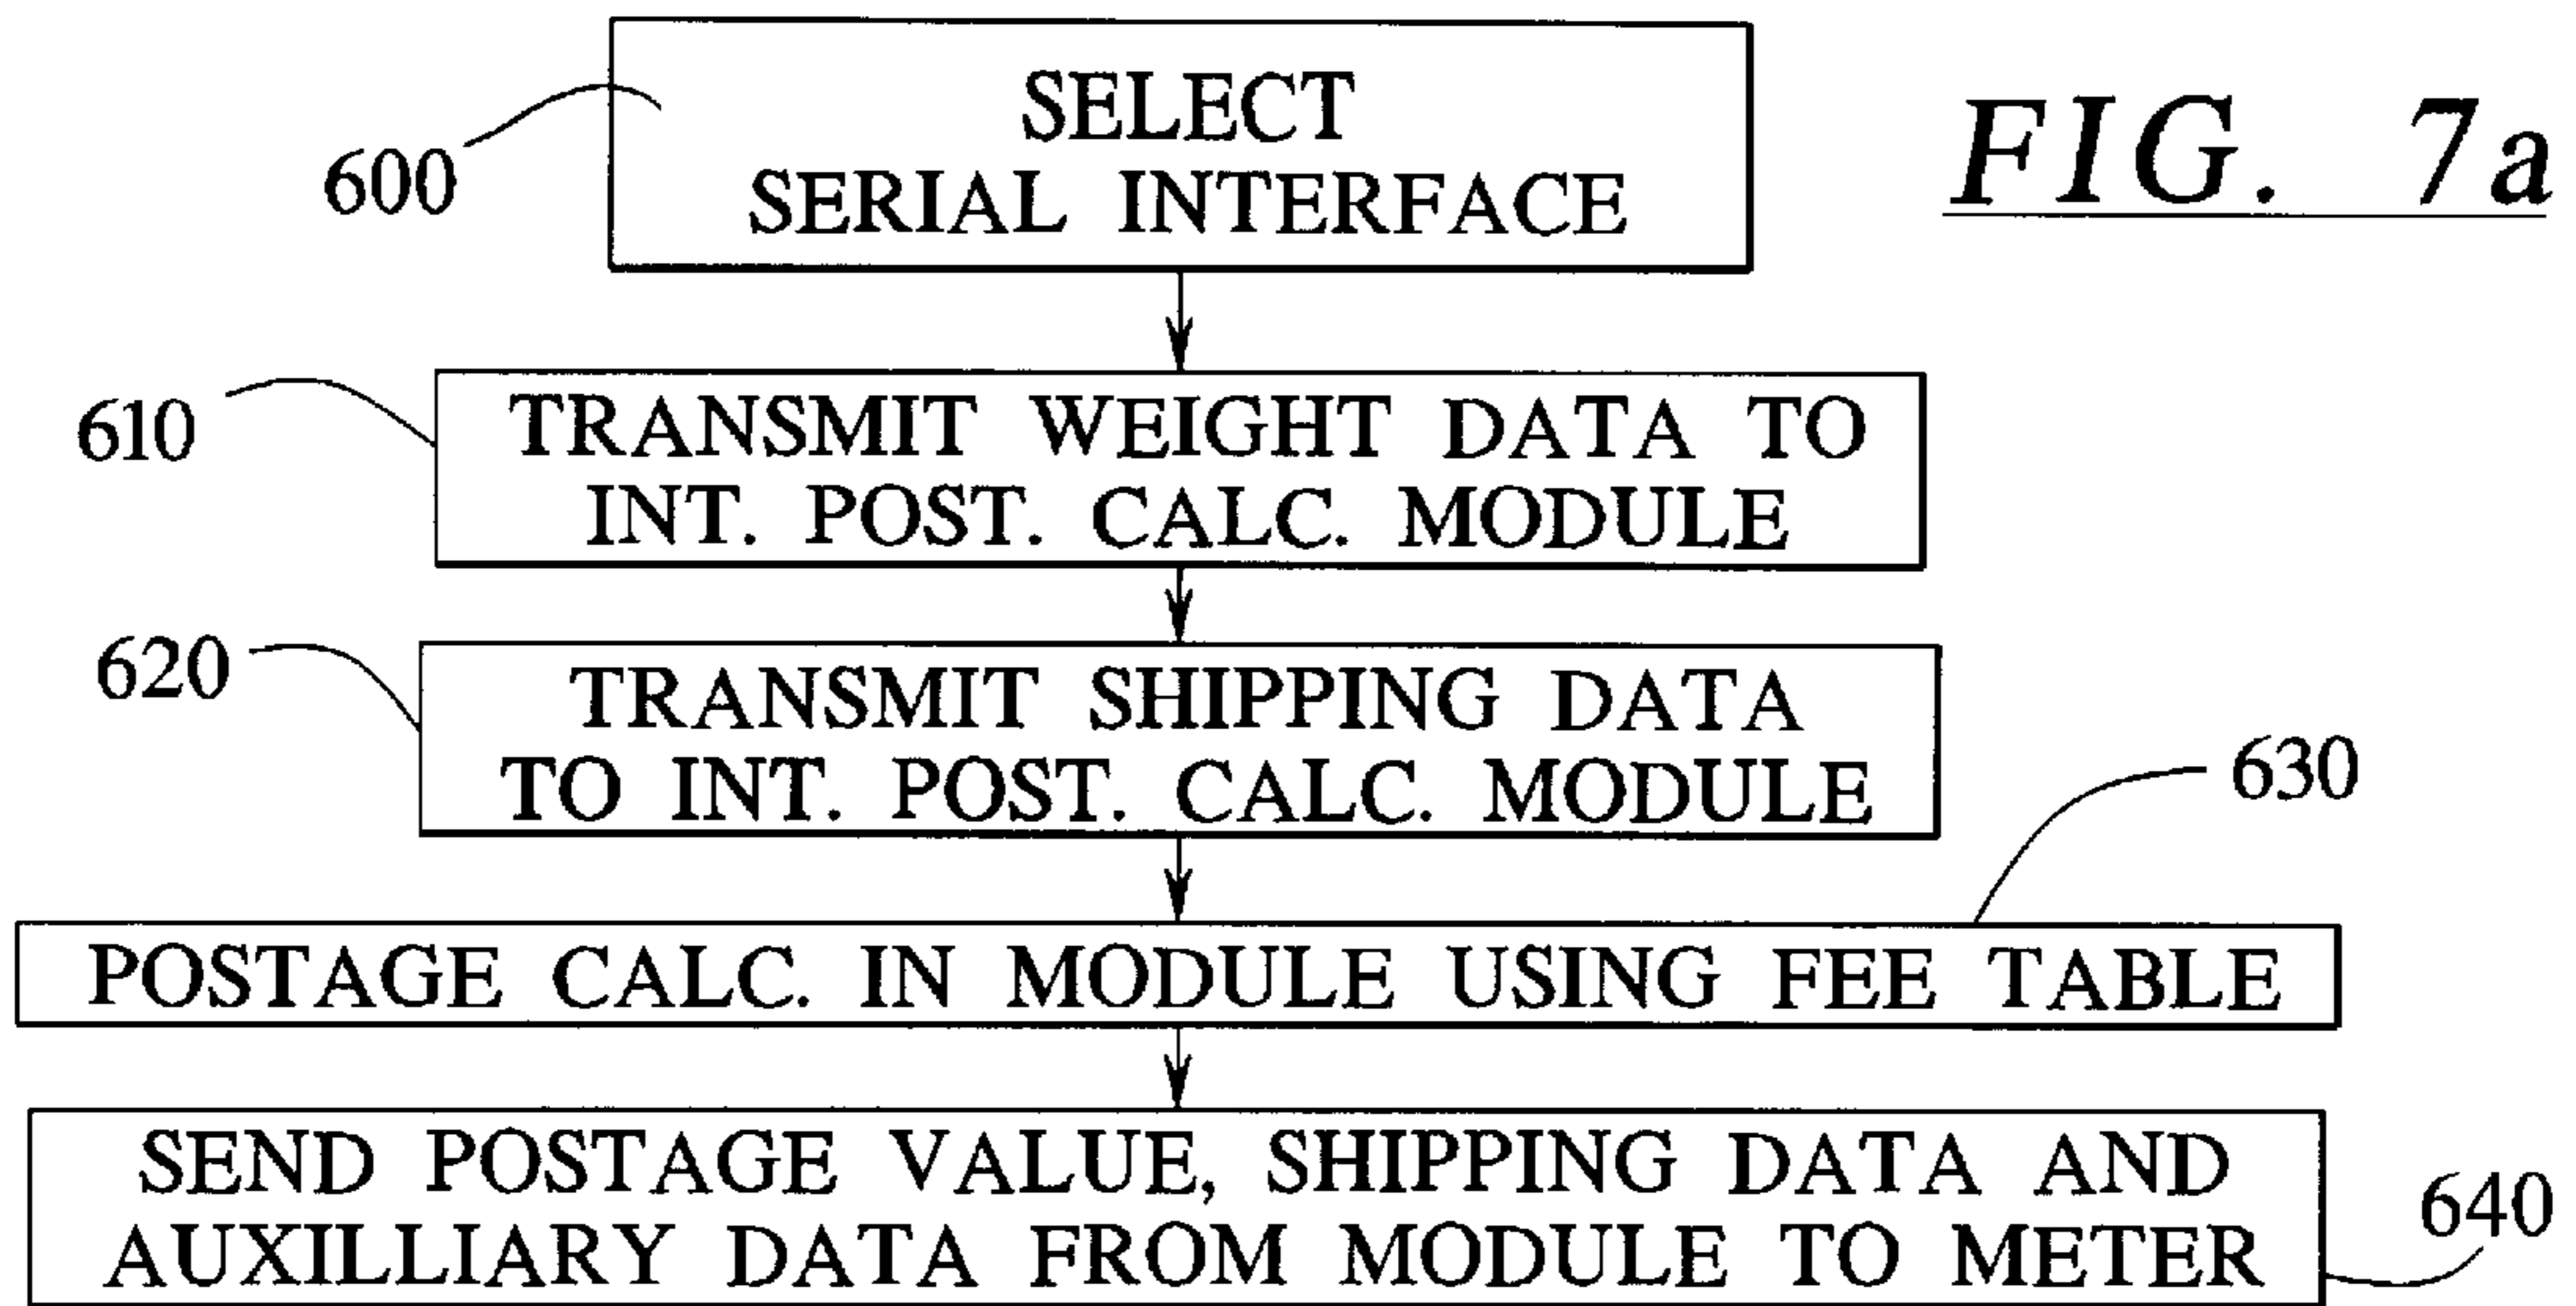 SELECT
SERIAL INTERFACE
600
FIG. 7a
610
TRANSMIT WEIGHT DATA TO
INT. POST. CALC. MODULE
620
TRANSMIT SHIPPING DATA
TO INT. POST. CALC. MODULE
630
POSTAGE CALC. IN MODULE USING FEE TABLE
SEND POSTAGE VALUE, SHIPPING DATA AND
AUXILLIARY DATA FROM MODULE TO METER
640